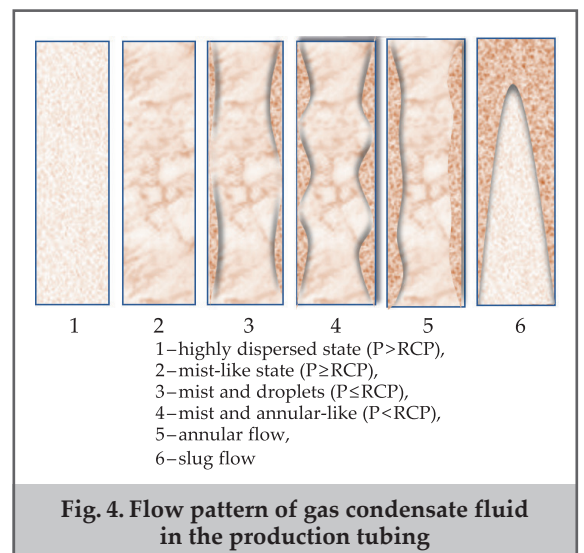 1 2 3 4 5 6
1–highly dispersed state (P>RCP),
2–mist-like state (P≥RCP),
3–mist and droplets (P≤RCP),
4–mist and annular-like (P<RCP),
5–annular flow,
6–slug flow
Fig. 4. Flow pattern of gas condensate fluid
in the production tubing